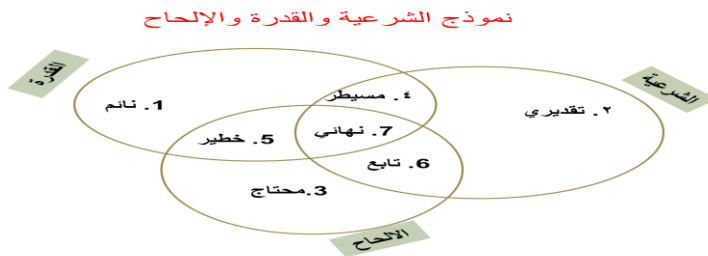 نموذج الشرعية والقدرة والإلحاح
القدرة
الشرعية
٤. مسيطر
1. نائم
٢. تقديري
7. نهائي
5. خطير
6. تابع
3.محتاج
الالحاح